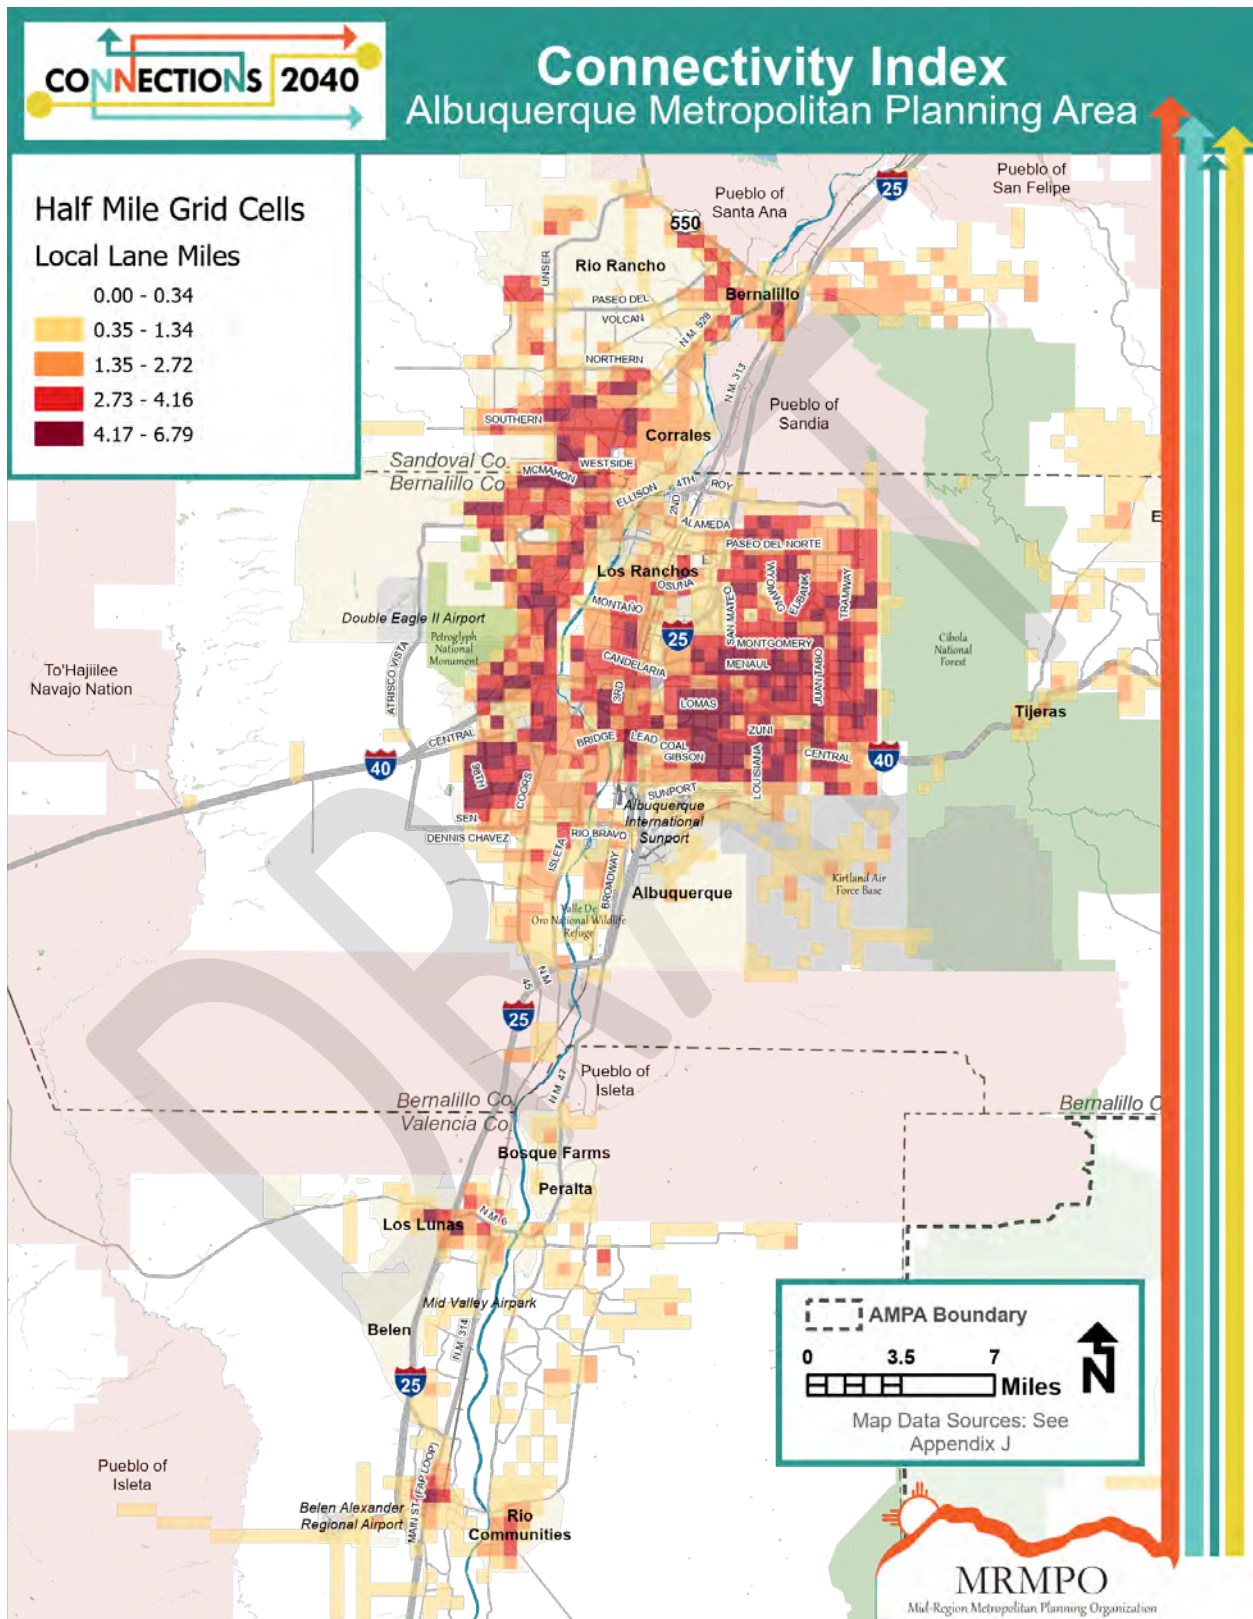 CONNECTIONS 2040
Connectivity Index
Albuquerque Metropolitan Planning Area
Half Mile Grid Cells
Local Lane Miles
0.00 - 0.34
0.35 - 1.34
1.35 - 2.72
2.73 - 4.16
4.17 - 6.79
DRAFT
Pueblo of
San Felipe
25
Pueblo of
Santa Ana
550
UNSER
Rio Rancho
Bernalillo
PASEO DEL
VOLCAN
N.M. 528
NORTHERN
N.M. 313
Pueblo of
Sandia
SOUTHERN
Corrales
Sandoval Co.
Bernalillo Co.
WESTSIDE
MCMAHON
ELLISON
4TH
ROY
2ND
ALAMEDA
E
PASEO DEL NORTE
Los Ranchos
OSUNA
WYOMING
EUBANK
TRAMWAY
SAN MATEO
MONTAÑO
Double Eagle II Airport
Petroglyph
National
Monument
25
MONTGOMERY
Cibola
National
Forest
MENAUL
CANDELARIA
JUAN TABO
To'Hajiilee
Navajo Nation
ATRISCO VISTA
3RD
LOMAS
Tijeras
CENTRAL
BRIDGE
LEAD
COAL
GIBSON
ZUNI
LOUISIANA
CENTRAL
40
40
98TH
COORS
SUNPORT
Albuquerque
International
Sunport
SEN
DENNIS CHAVEZ
ISLETA
RIO BRAVO
BROADWAY
Kirtland Air
Force Base
Albuquerque
Valle De
Oro National Wildlife
Refuge
N.M.
45
25
Pueblo of
Isleta
N.M. 47
Bernalillo Co.
Valencia Co.
Bernalillo C
Bosque Farms
Peralta
Los Lunas
N.M. 6
Mid Valley Airpark
Belen
N.M. 314
25
AMPA Boundary
0 3.5 7
Miles
N
Map Data Sources: See
Appendix J
Pueblo of
Isleta
MAIN ST (FAP LOOP)
Belen Alexander
Regional Airport
Rio
Communities
MRMPO
Mid-Region Metropolitan Planning Organization